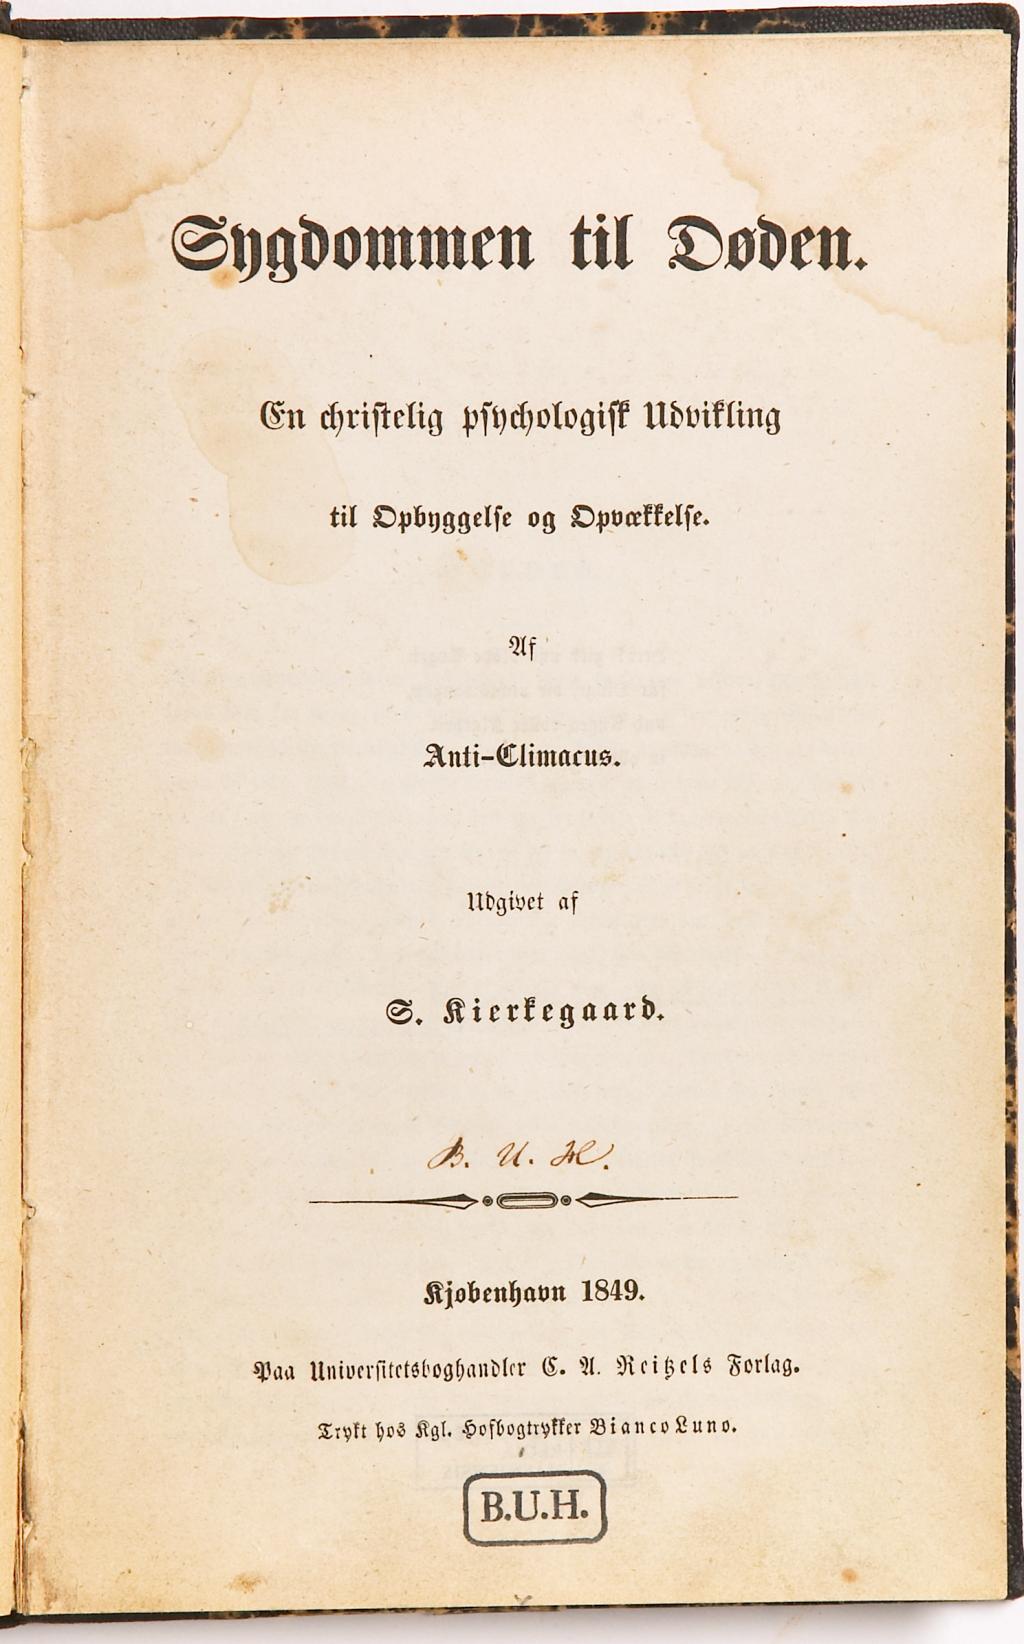 Sygdommen til Døden.
En christelig psychologisk Udvikling
til Opbyggelse og Opvækkelse.
Af
Anti-Climacus.
Udgivet af
S. Kierkegaard.
B. U. H.
Kjøbenhavn 1849.
Paa Universitetsboghandler C. A. Reitzels Forlag.
Trykt hos Kgl. Hofbogtrykker Bianco Luno.
B.U.H.